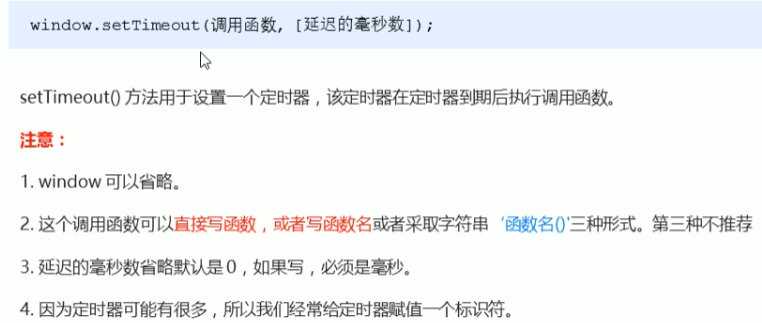 window.setTimeout(调用函数, [延迟的毫秒数]);
setTimeout() 方法用于设置一个定时器，该定时器在定时器到期后执行调用函数。
注意：
1. window 可以省略。
2. 这个调用函数可以直接写函数，或者写函数名或者采取字符串‘函数名()'三种形式。第三种不推荐
3. 延迟的毫秒数省略默认是 0，如果写，必须是毫秒。
4. 因为定时器可能有很多，所以我们经常给定时器赋值一个标识符。